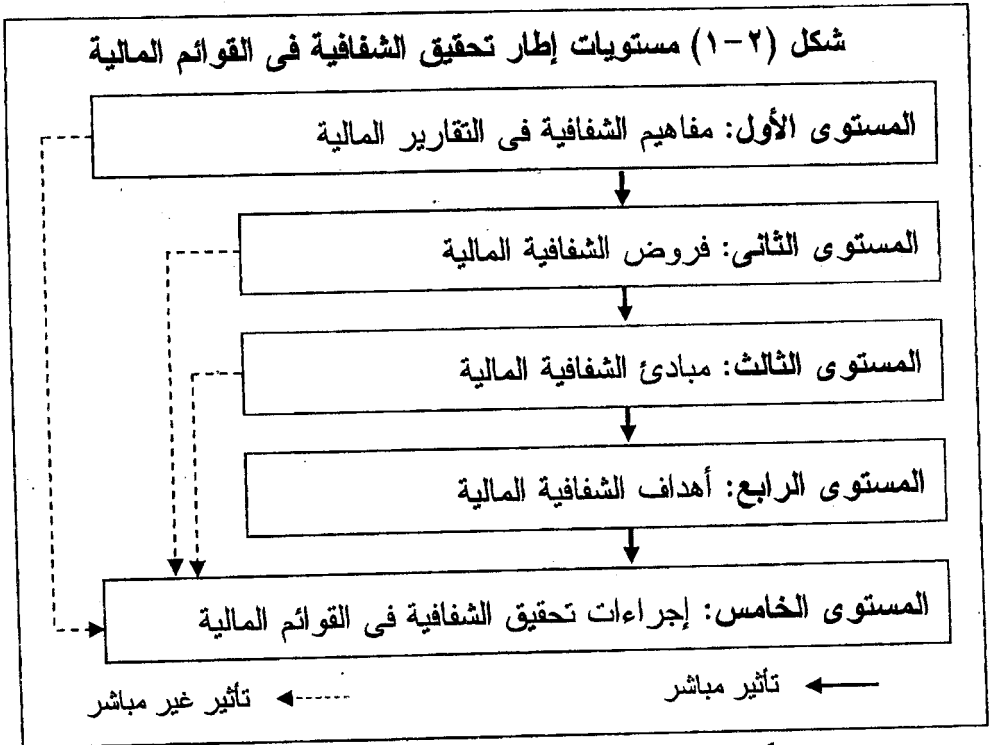 شكل (٢-١) مستويات إطار تحقيق الشفافية فى القوائم المالية
المستوى الأول: مفاهيم الشفافية فى التقارير المالية
المستوى الثانى: فروض الشفافية المالية
المستوى الثالث: مبادئ الشفافية المالية
المستوى الرابع: أهداف الشفافية المالية
المستوى الخامس: إجراءات تحقيق الشفافية فى القوائم المالية
تأثير مباشر
تأثير غير مباشر